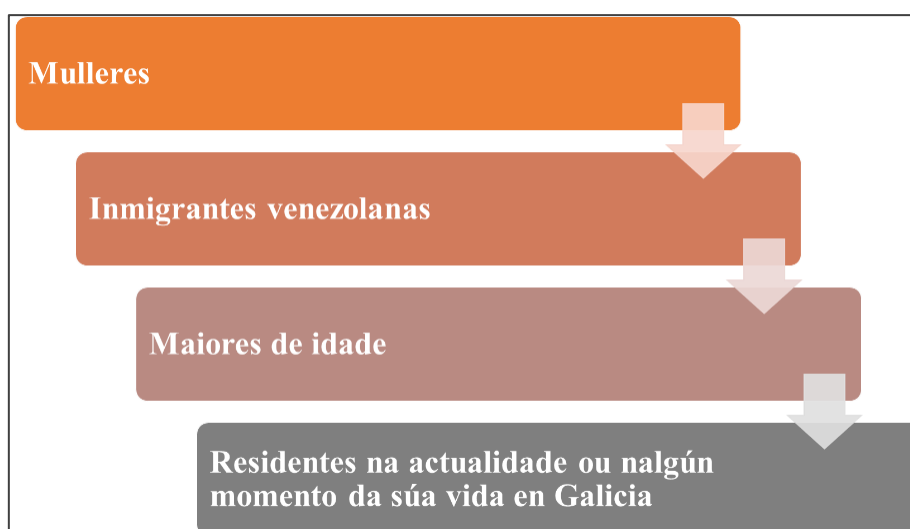 Mulleres
Inmigrantes venezolanas
Maiores de idade
Residentes na actualidade ou nalgún
momento da súa vida en Galicia